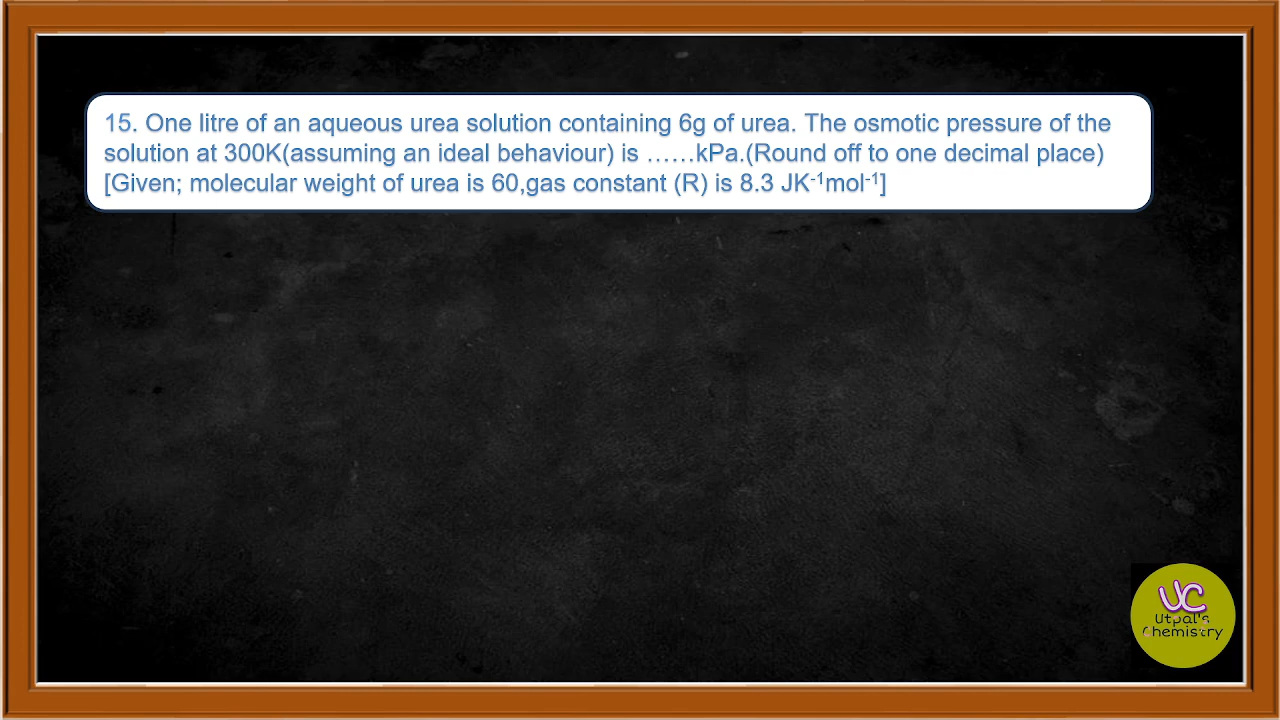 15. One litre of an aqueous urea solution containing 6g of urea. The osmotic pressure of the
solution at 300K(assuming an ideal behaviour) is ……kPa.(Round off to one decimal place)
[Given; molecular weight of urea is 60,gas constant (R) is 8.3 JK⁻¹mol⁻¹]
UC
Utpal's
Chemistry